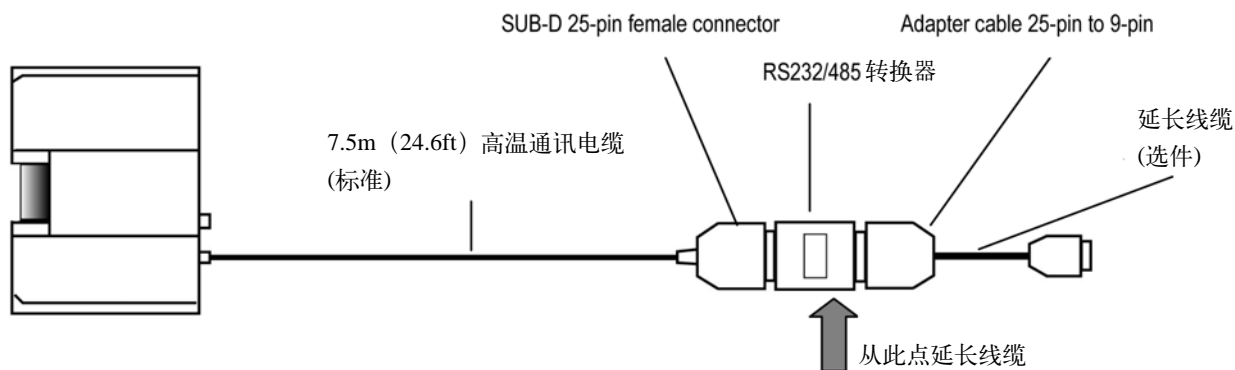 SUB-D 25-pin female connector
Adapter cable 25-pin to 9-pin
RS232/485 转换器
7.5m（24.6ft）高温通讯电缆
(标准)
延长线缆
(选件)
从此点延长线缆